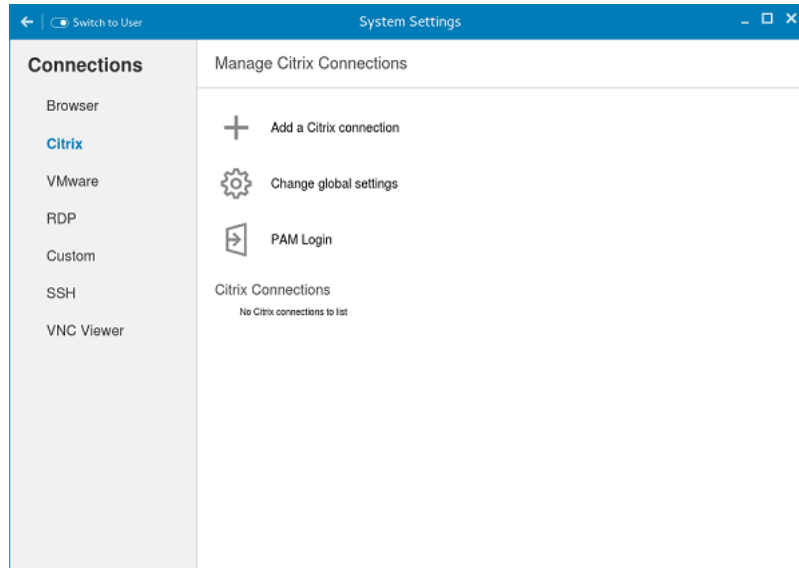 Switch to User
System Settings
Connections
Browser
Citrix
VMware
RDP
Custom
SSH
VNC Viewer
Manage Citrix Connections
Add a Citrix connection
Change global settings
PAM Login
Citrix Connections
No Citrix connections to list